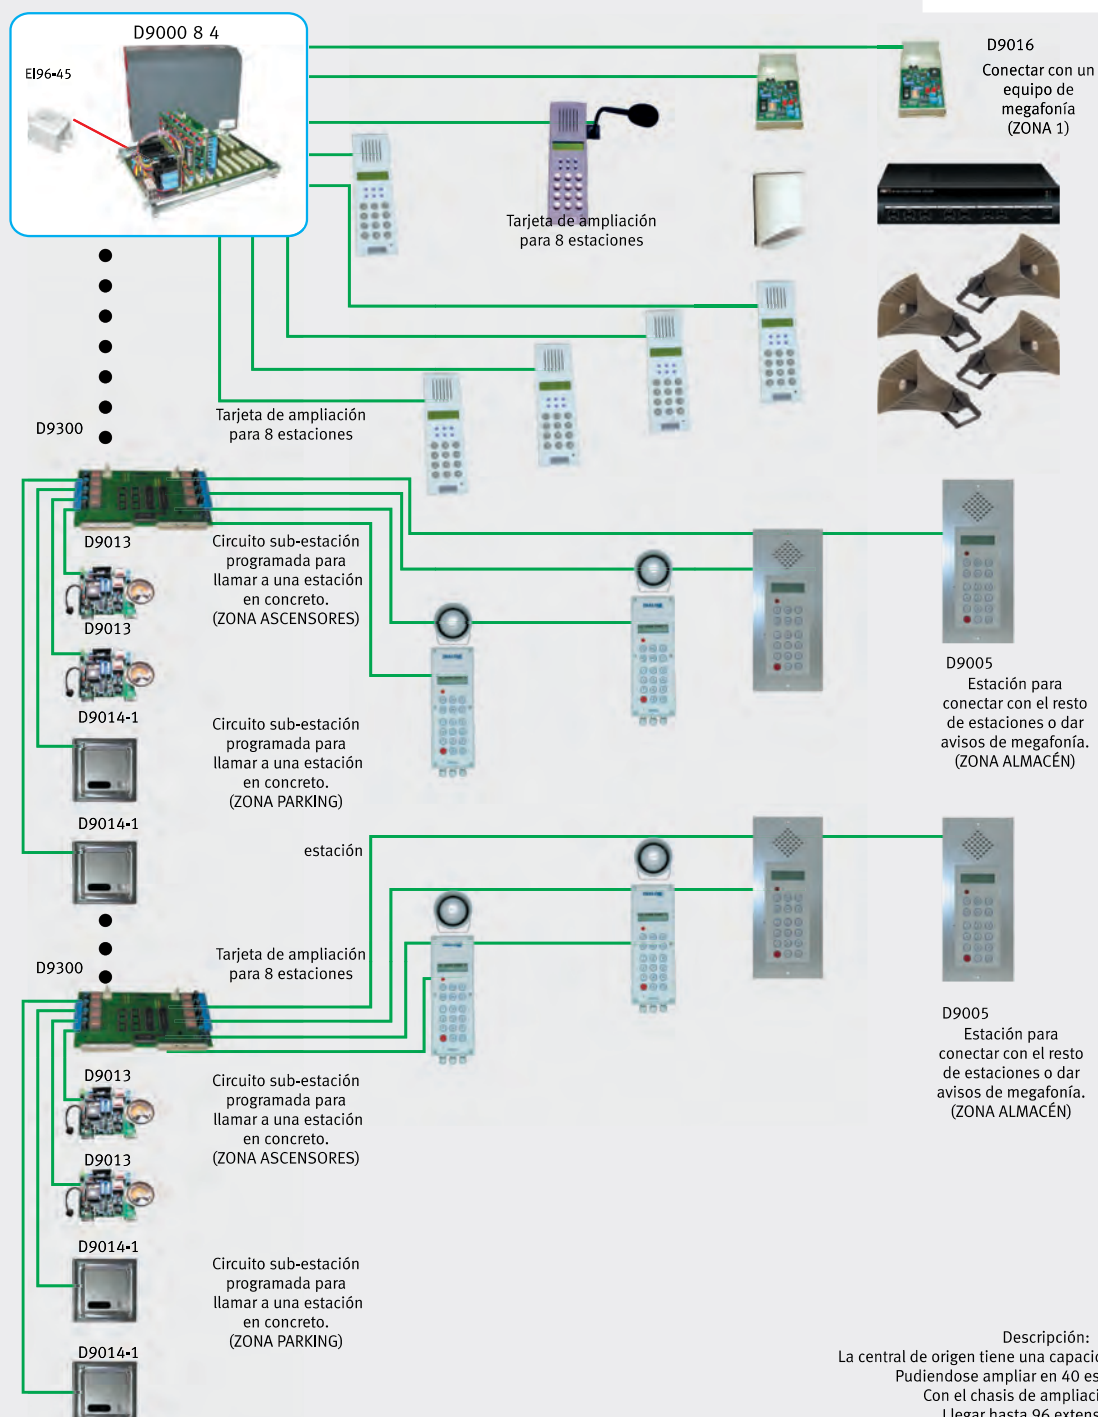 D9000 8 4
EI96-45
D9016
Conectar con un
equipo de
megafonía
(ZONA 1)
Tarjeta de ampliación
para 8 estaciones
Tarjeta de ampliación
para 8 estaciones
D9300
D9013
Circuito sub-estación
programada para
llamar a una estación
en concreto.
(ZONA ASCENSORES)
D9013
D9005
Estación para
conectar con el resto
de estaciones o dar
avisos de megafonía.
(ZONA ALMACÉN)
D9014-1
Circuito sub-estación
programada para
llamar a una estación
en concreto.
(ZONA PARKING)
D9014-1
estación
Tarjeta de ampliación
para 8 estaciones
D9300
D9005
Estación para
conectar con el resto
de estaciones o dar
avisos de megafonía.
(ZONA ALMACÉN)
D9013
Circuito sub-estación
programada para
llamar a una estación
en concreto.
(ZONA ASCENSORES)
D9013
D9014-1
Circuito sub-estación
programada para
llamar a una estación
en concreto.
(ZONA PARKING)
D9014-1
Descripción:
La central de origen tiene una capacid
Pudiendose ampliar en 40 es
Con el chasis de ampliaci
Llegar hasta 96 extens